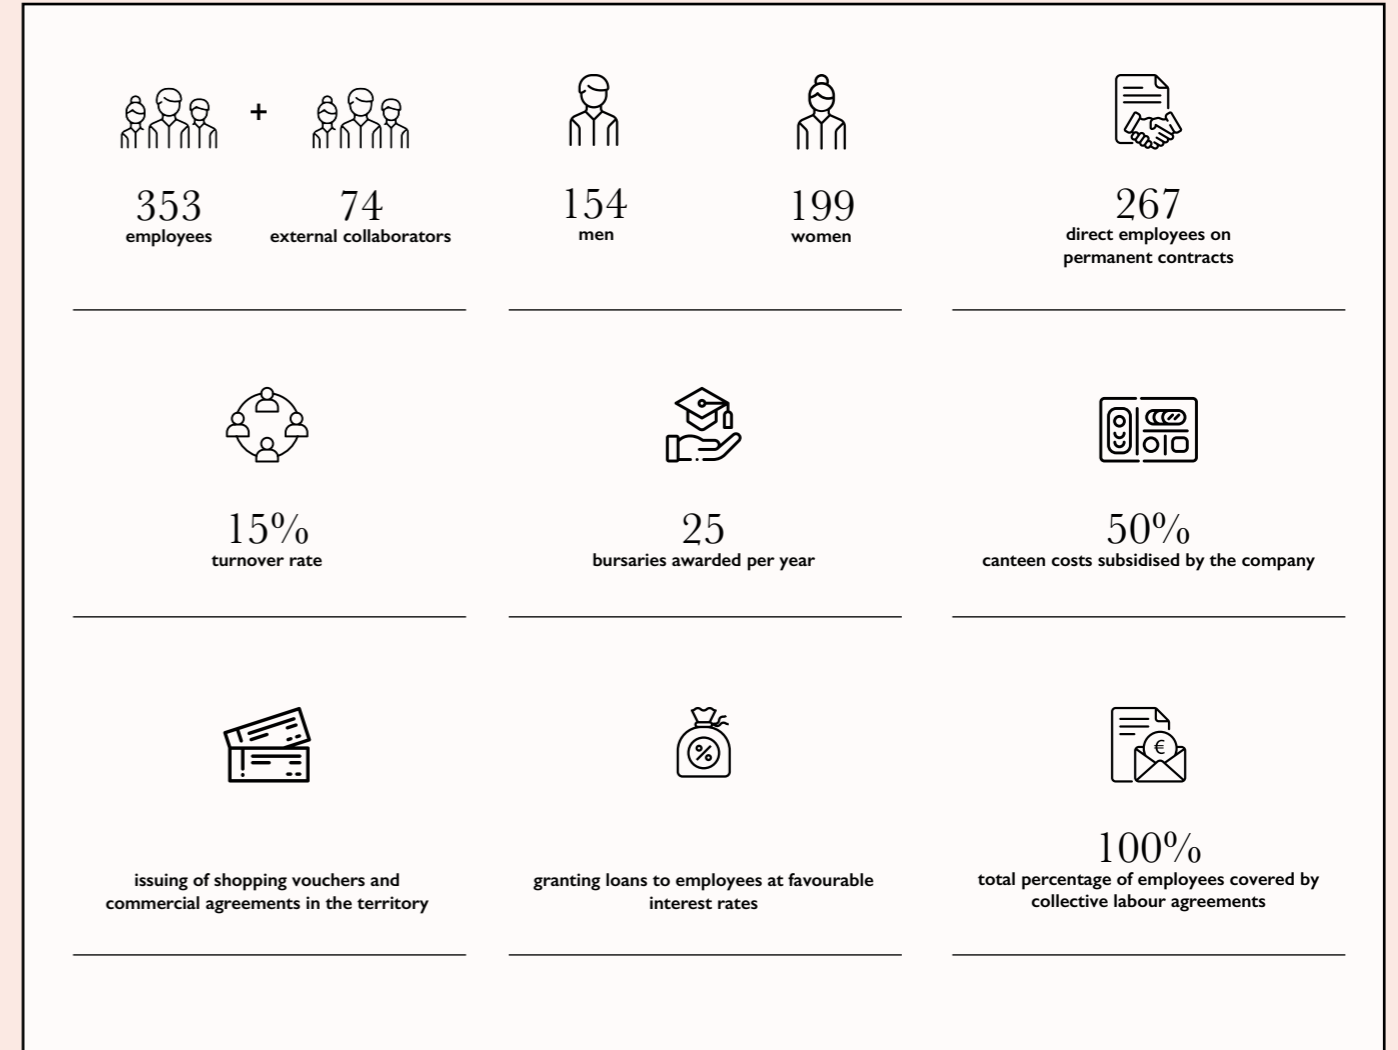 +
353
employees
74
external collaborators
154
men
199
women
267
direct employees on
permanent contracts
15%
turnover rate
25
bursaries awarded per year
50%
canteen costs subsidised by the company
issuing of shopping vouchers and
commercial agreements in the territory
%
granting loans to employees at favourable
interest rates
€
100%
total percentage of employees covered by
collective labour agreements